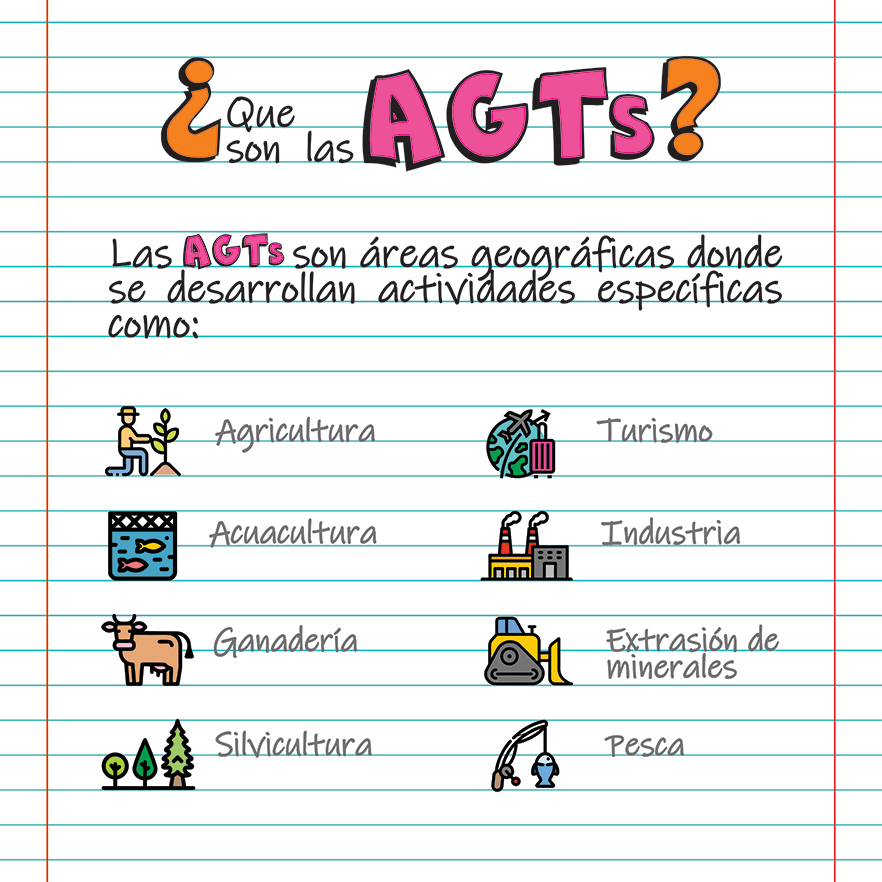 ¿Que
son las AGTs?
Las AGTs son áreas geográficas donde
se desarrollan actividades específicas
como:
Agricultura
Turismo
Acuacultura
Industria
Ganadería
Extrasión de
minerales
Silvicultura
Pesca